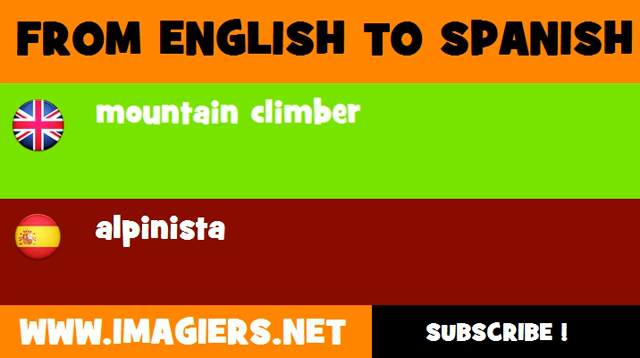 FROM ENGLISH TO SPANISH
mountain climber
alpinista
WWW.IMAGIERS.NET
SUBSCRIBE !